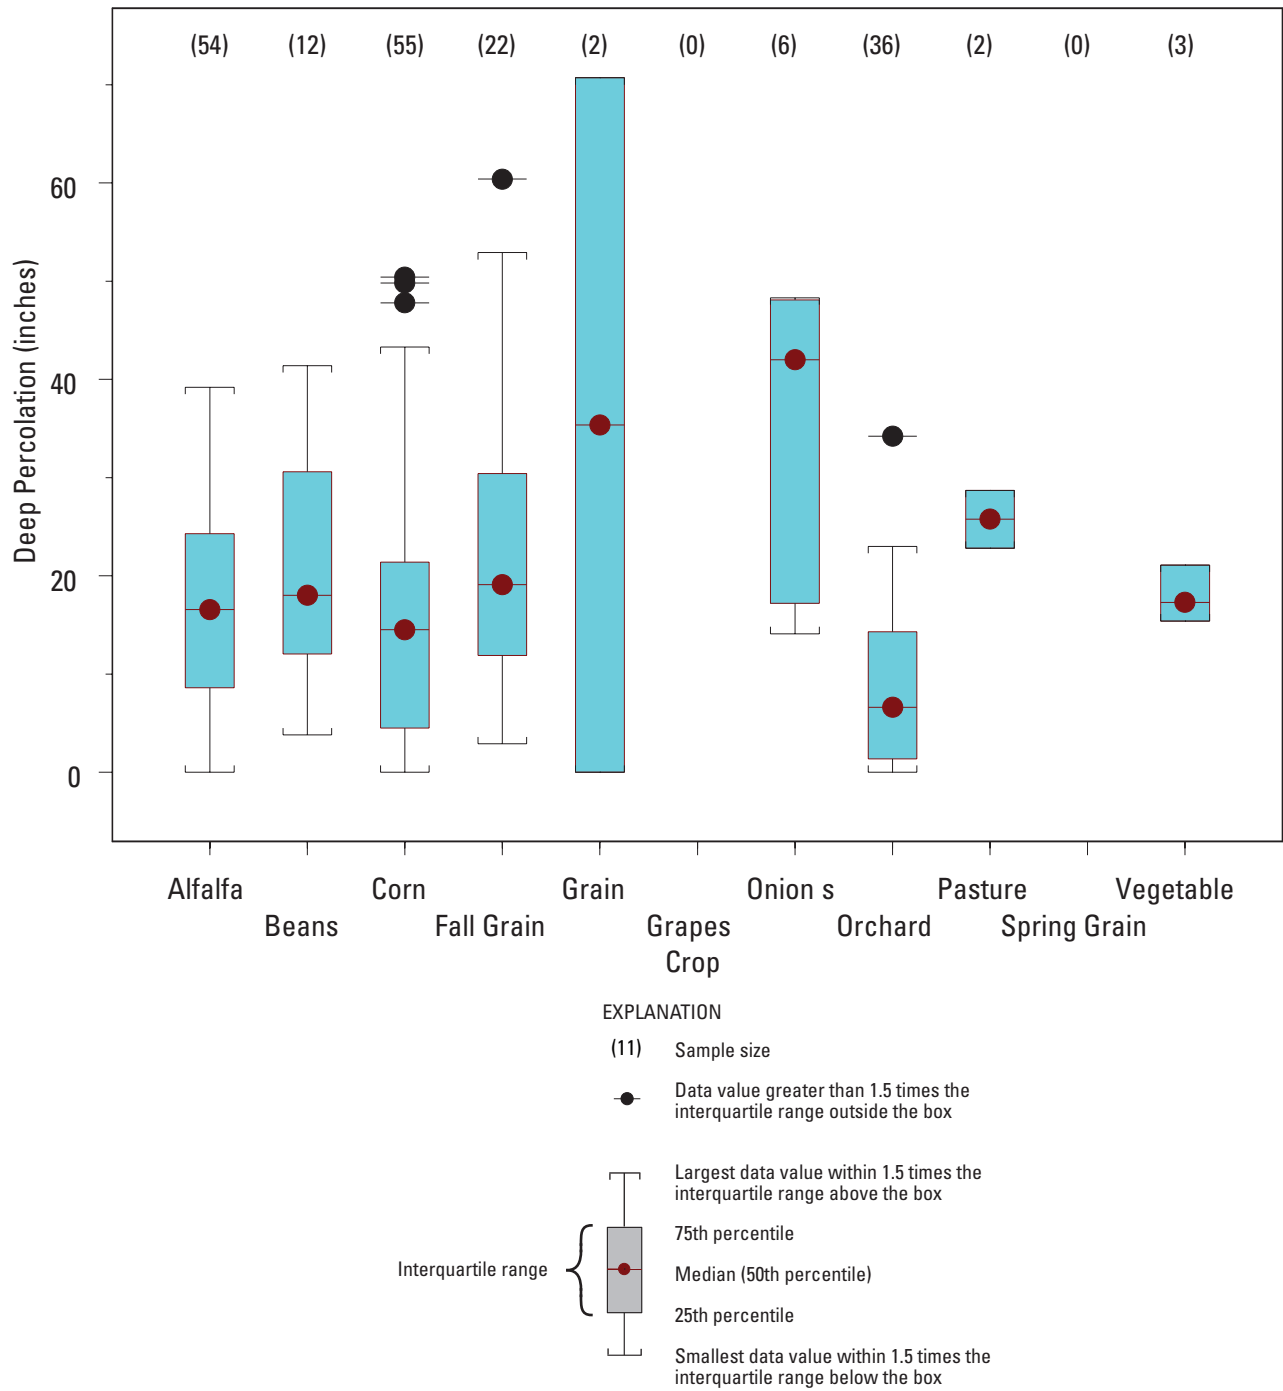 (54) (12) (55) (22) (2) (0) (6) (36) (2) (0) (3)
60
40
20
0
Deep Percolation (inches)
Alfalfa Corn Grain Onion s Pasture Vegetable
Beans Fall Grain Grapes Orchard Spring Grain
Crop
EXPLANATION
(11) Sample size
Data value greater than 1.5 times the
interquartile range outside the box
Largest data value within 1.5 times the
interquartile range above the box
75th percentile
Interquartile range
Median (50th percentile)
25th percentile
Smallest data value within 1.5 times the
interquartile range below the box